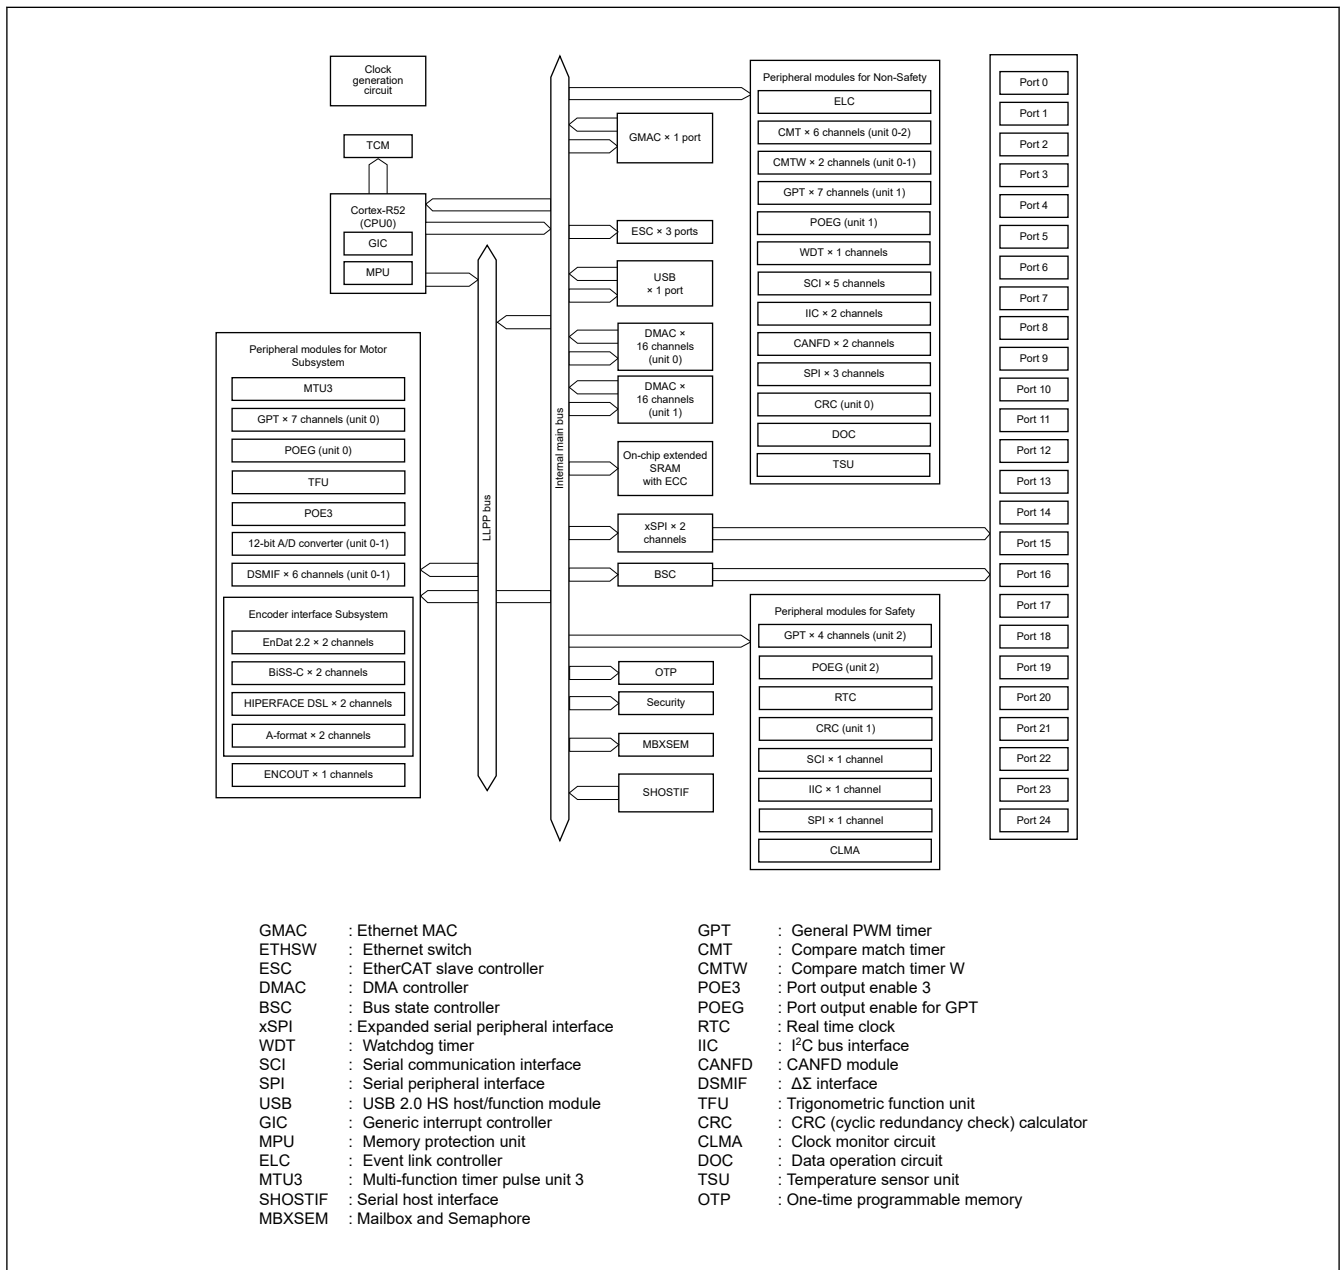 Clock
generation
circuit
TCM
Cortex-R52
(CPU0)
GIC
MPU
Peripheral modules for Motor
Subsystem
MTU3
GPT × 7 channels (unit 0)
POEG (unit 0)
TFU
POE3
12-bit A/D converter (unit 0-1)
DSMIF × 6 channels (unit 0-1)
Encoder interface Subsystem
EnDat 2.2 × 2 channels
BiSS-C × 2 channels
HIPERFACE DSL × 2 channels
A-format × 2 channels
ENCOUT × 1 channels
LLPP bus
Internal main bus
GMAC × 1 port
ESC × 3 ports
USB
× 1 port
DMAC ×
16 channels
(unit 0)
DMAC ×
16 channels
(unit 1)
On-chip extended
SRAM
with ECC
xSPI × 2
channels
BSC
OTP
Security
MBXSEM
SHOSTIF
Peripheral modules for Non-Safety
ELC
CMT × 6 channels (unit 0-2)
CMTW × 2 channels (unit 0-1)
GPT × 7 channels (unit 1)
POEG (unit 1)
WDT × 1 channels
SCI × 5 channels
IIC × 2 channels
CANFD × 2 channels
SPI × 3 channels
CRC (unit 0)
DOC
TSU
Peripheral modules for Safety
GPT × 4 channels (unit 2)
POEG (unit 2)
RTC
CRC (unit 1)
SCI × 1 channel
IIC × 1 channel
SPI × 1 channel
CLMA
Port 0
Port 1
Port 2
Port 3
Port 4
Port 5
Port 6
Port 7
Port 8
Port 9
Port 10
Port 11
Port 12
Port 13
Port 14
Port 15
Port 16
Port 17
Port 18
Port 19
Port 20
Port 21
Port 22
Port 23
Port 24
GMAC : Ethernet MAC
ETHSW : Ethernet switch
ESC : EtherCAT slave controller
DMAC : DMA controller
BSC : Bus state controller
xSPI : Expanded serial peripheral interface
WDT : Watchdog timer
SCI : Serial communication interface
SPI : Serial peripheral interface
USB : USB 2.0 HS host/function module
GIC : Generic interrupt controller
MPU : Memory protection unit
ELC : Event link controller
MTU3 : Multi-function timer pulse unit 3
SHOSTIF : Serial host interface
MBXSEM : Mailbox and Semaphore
GPT : General PWM timer
CMT : Compare match timer
CMTW : Compare match timer W
POE3 : Port output enable 3
POEG : Port output enable for GPT
RTC : Real time clock
IIC : I²C bus interface
CANFD : CANFD module
DSMIF : ΔΣ interface
TFU : Trigonometric function unit
CRC : CRC (cyclic redundancy check) calculator
CLMA : Clock monitor circuit
DOC : Data operation circuit
TSU : Temperature sensor unit
OTP : One-time programmable memory